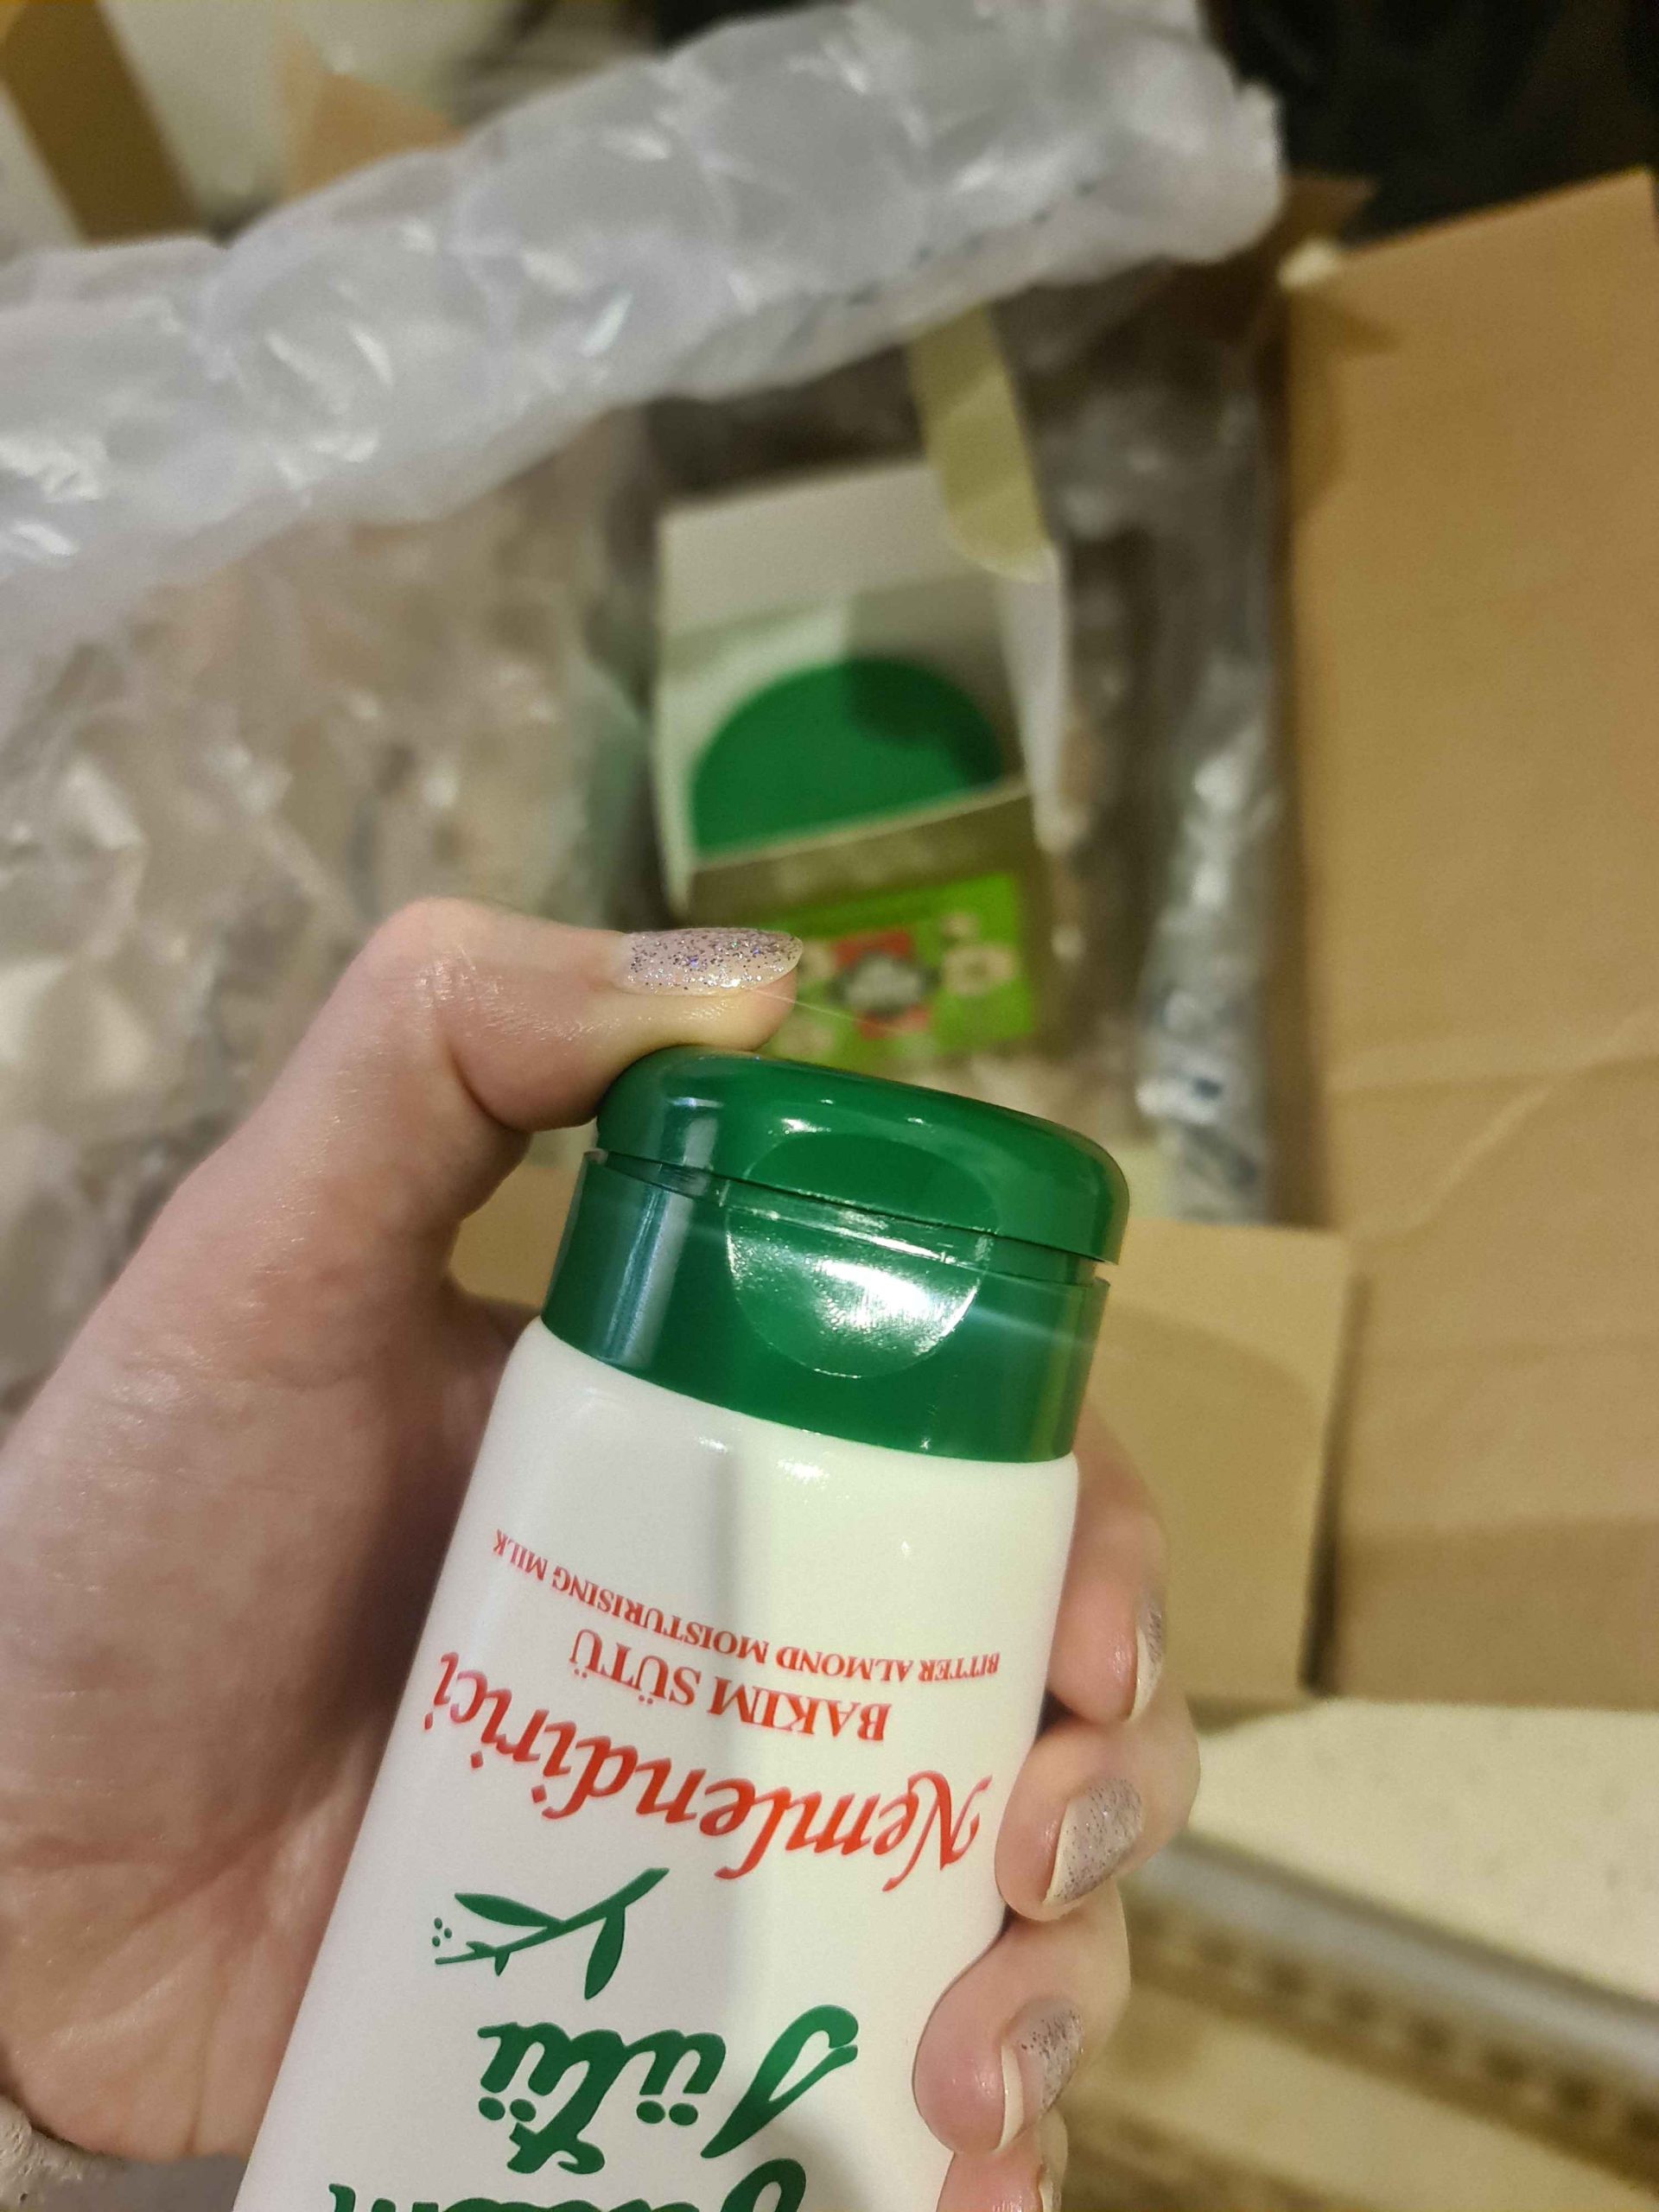 Sütü
Nemlendirici
BAKIM SÜTÜ
BITTER ALMOND MOISTURISING MILK